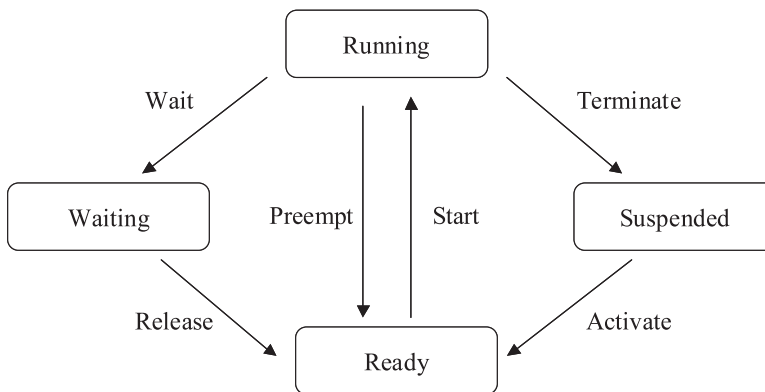 Running
Wait
Terminate
Waiting
Preempt
Start
Suspended
Release
Activate
Ready